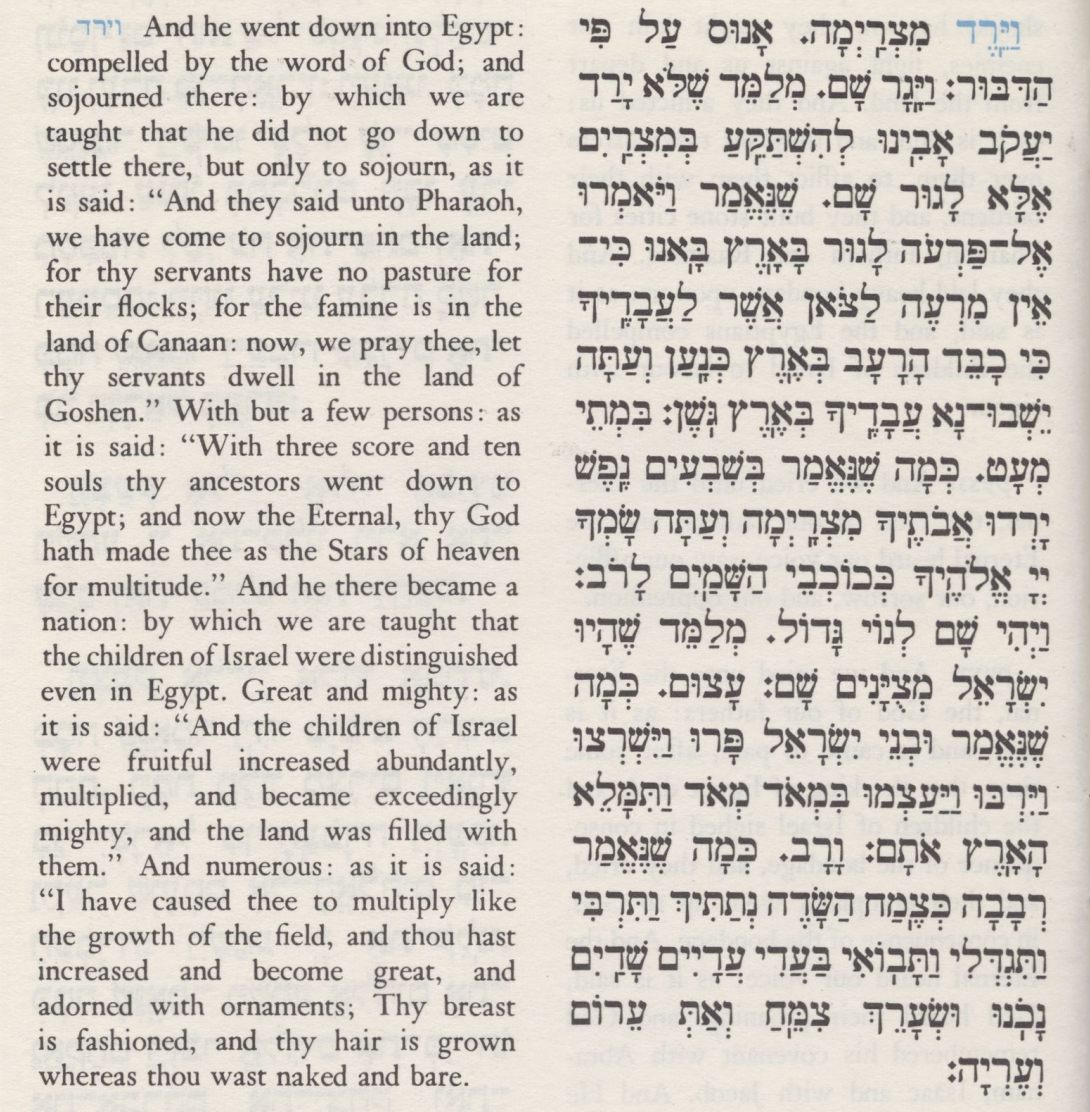 וירד And he went down into Egypt:
compelled by the word of God; and
sojourned there: by which we are
taught that he did not go down to
settle there, but only to sojourn, as it
is said: “And they said unto Pharaoh,
we have come to sojourn in the land;
for thy servants have no pasture for
their flocks; for the famine is in the
land of Canaan: now, we pray thee, let
thy servants dwell in the land of
Goshen.” With but a few persons: as
it is said: “With three score and ten
souls thy ancestors went down to
Egypt; and now the Eternal, thy God
hath made thee as the Stars of heaven
for multitude.” And he there became a
nation: by which we are taught that
the children of Israel were distinguished
even in Egypt. Great and mighty: as
it is said: “And the children of Israel
were fruitful increased abundantly,
multiplied, and became exceedingly
mighty, and the land was filled with
them.” And numerous: as it is said:
“I have caused thee to multiply like
the growth of the field, and thou hast
increased and become great, and
adorned with ornaments; Thy breast
is fashioned, and thy hair is grown
whereas thou wast naked and bare.
וַיֵּרֶד מִצְרַיְמָה. אָנוּס עַל פִּי
הַדִּבּוּר: וַיָּגָר שָׁם. מְלַמֵּד שֶׁלֹּא יָרַד
יַעֲקֹב אָבִינוּ לְהִשְׁתַּקֵּעַ בְּמִצְרַיִם
אֶלָּא לָגוּר שָׁם. שֶׁנֶּאֱמַר וַיֹּאמְרוּ
אֶל־פַּרְעֹה לָגוּר בָּאָרֶץ בָּאנוּ כִּי־
אֵין מִרְעֶה לַצֹּאן אֲשֶׁר לַעֲבָדֶיךָ
כִּי כָבֵד הָרָעָב בְּאֶרֶץ כְּנָעַן וְעַתָּה
יֵשְׁבוּ־נָא עֲבָדֶיךָ בְּאֶרֶץ גֹּשֶׁן: בִּמְתֵי
מְעָט. כְּמָה שֶׁנֶּאֱמַר בְּשִׁבְעִים נֶפֶשׁ
יָרְדוּ אֲבֹתֶיךָ מִצְרָיְמָה וְעַתָּה שָׂמְךָ
יְיָ אֱלֹהֶיךָ כְּכוֹכְבֵי הַשָּׁמַיִם לָרֹב:
וַיְהִי שָׁם לְגוֹי גָּדוֹל. מְלַמֵּד שֶׁהָיוּ
יִשְׂרָאֵל מְצֻיָּנִים שָׁם: עָצוּם. כְּמָה
שֶׁנֶּאֱמַר וּבְנֵי יִשְׂרָאֵל פָּרוּ וַיִּשְׁרְצוּ
וַיִּרְבּוּ וַיַּעַצְמוּ בִּמְאֹד מְאֹד וַתִּמָּלֵא
הָאָרֶץ אֹתָם: וָרָב. כְּמָה שֶׁנֶּאֱמַר
רְבָבָה כְּצֶמַח הַשָּׂדֶה נְתַתִּיךְ וַתִּרְבִּי
וַתִּגְדְּלִי וַתָּבוֹאִי בַּעֲדִי עֲדָיִים שָׁדַיִם
נָכֹנוּ וּשְׂעָרֵךְ צִמֵּחַ וְאַתְּ עֵרוֹם
וְעֶרְיָה: